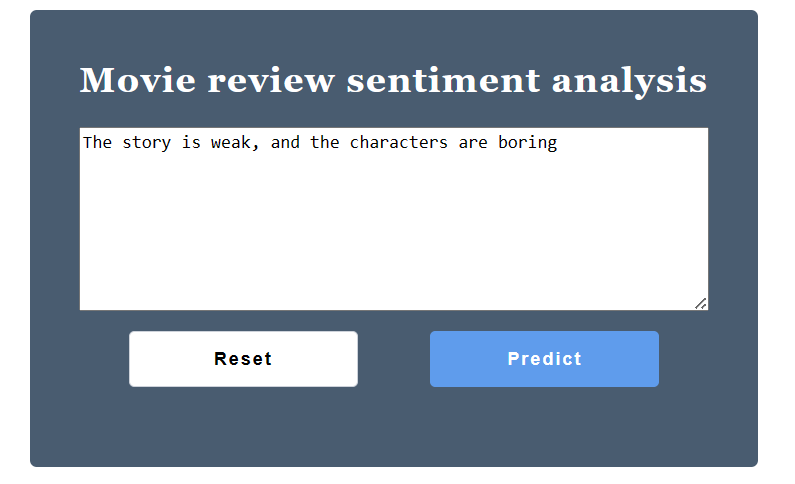 Movie review sentiment analysis
The story is weak, and the characters are boring
Reset
Predict